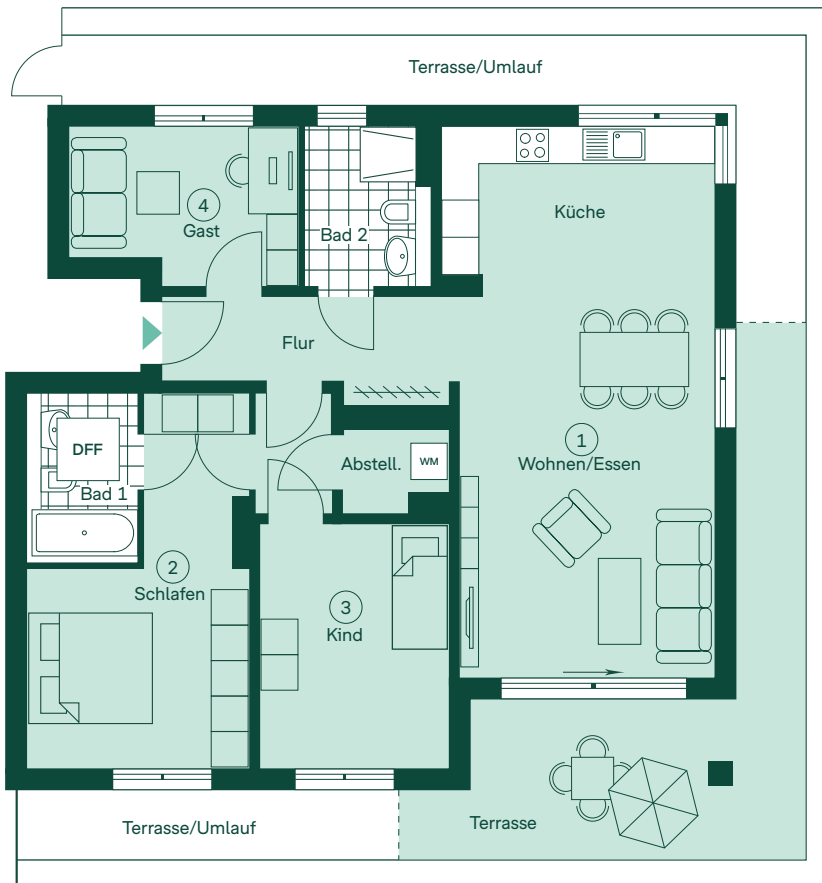 Terrasse/Umlauf
4
Gast
Bad 2
Küche
Flur
1
Wohnen/Essen
DFF
Bad 1
Abstell.
WM
2
Schlafen
3
Kind
Terrasse/Umlauf
Terrasse